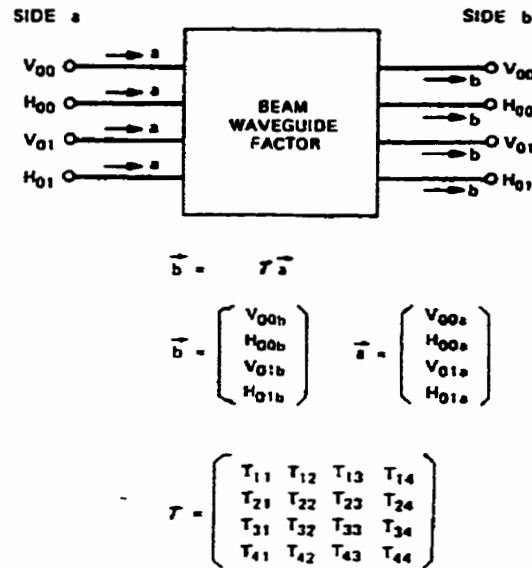 SIDE a SIDE b
V00 a b V00
H00 a b H00
V01 a b V01
H01 a b H01
BEAM
WAVEGUIDE
FACTOR
b = T a
b = ( V00b H00b V01b H01b ) a = ( V00a H00a V01a H01a )
T = ( T11 T12 T13 T14
T21 T22 T23 T24
T31 T32 T33 T34
T41 T42 T43 T44 )